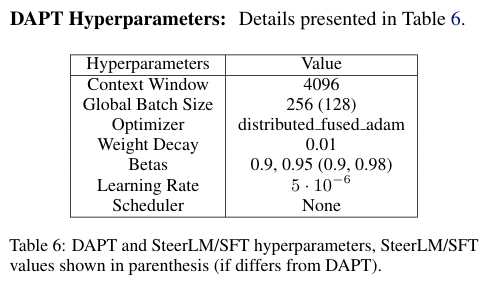 DAPT Hyperparameters: Details presented in Table 6.
Hyperparameters Value
Context Window 4096
Global Batch Size 256 (128)
Optimizer distributed_fused_adam
Weight Decay 0.01
Betas 0.9, 0.95 (0.9, 0.98)
Learning Rate 5 · 10⁻⁶
Scheduler None
Table 6: DAPT and SteerLM/SFT hyperparameters, SteerLM/SFT
values shown in parenthesis (if differs from DAPT).